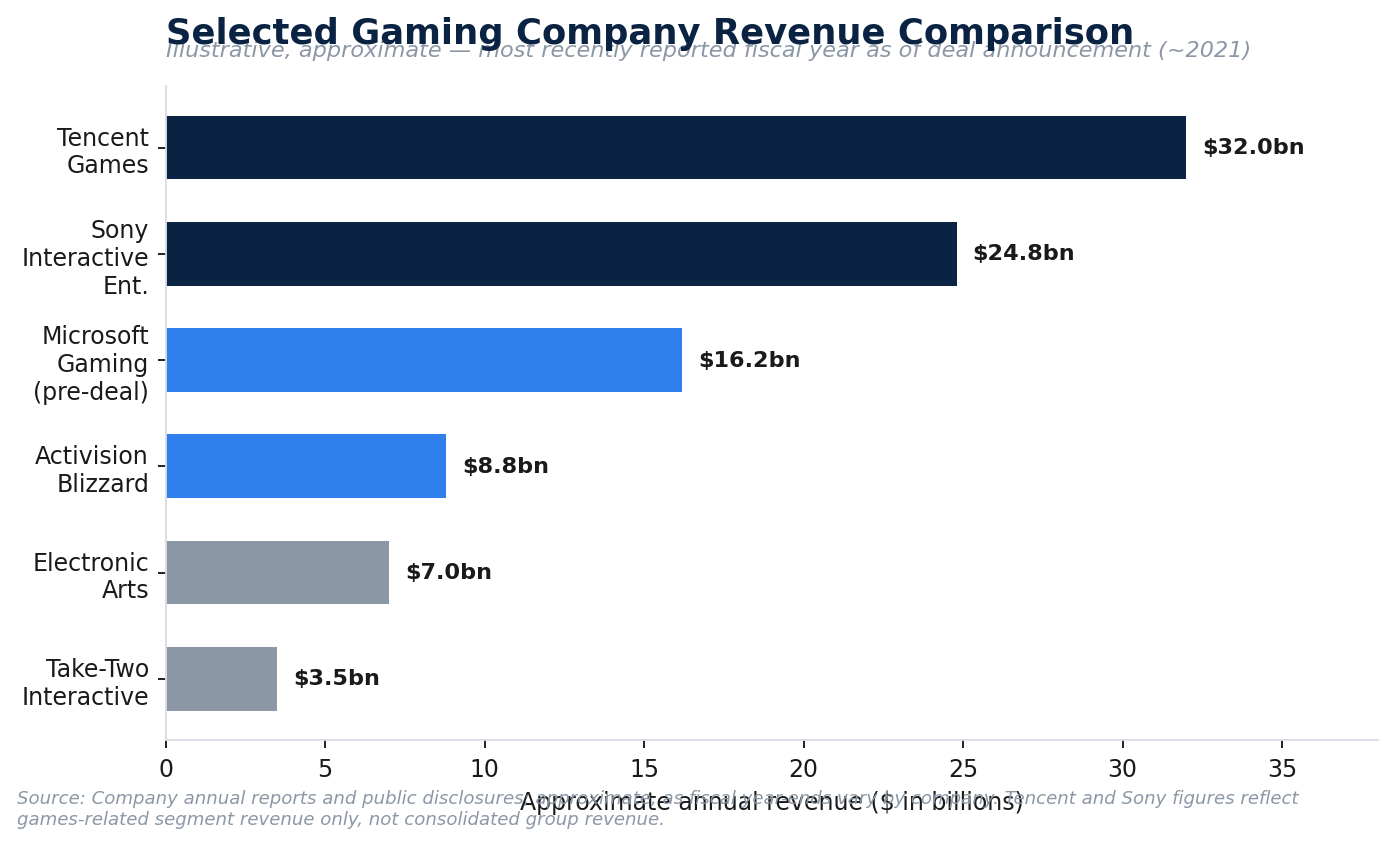 Selected Gaming Company Revenue Comparison
Illustrative, approximate — most recently reported fiscal year as of deal announcement (~2021)
Tencent
Games
$32.0bn
Sony
Interactive
Ent.
$24.8bn
Microsoft
Gaming
(pre-deal)
$16.2bn
Activision
Blizzard
$8.8bn
Electronic
Arts
$7.0bn
Take-Two
Interactive
$3.5bn
0 5 10 15 20 25 30 35
Approximate annual revenue ($ in billions)
Source: Company annual reports and public disclosures; approximate, as fiscal year-ends vary by company. Tencent and Sony figures reflect
games-related segment revenue only, not consolidated group revenue.